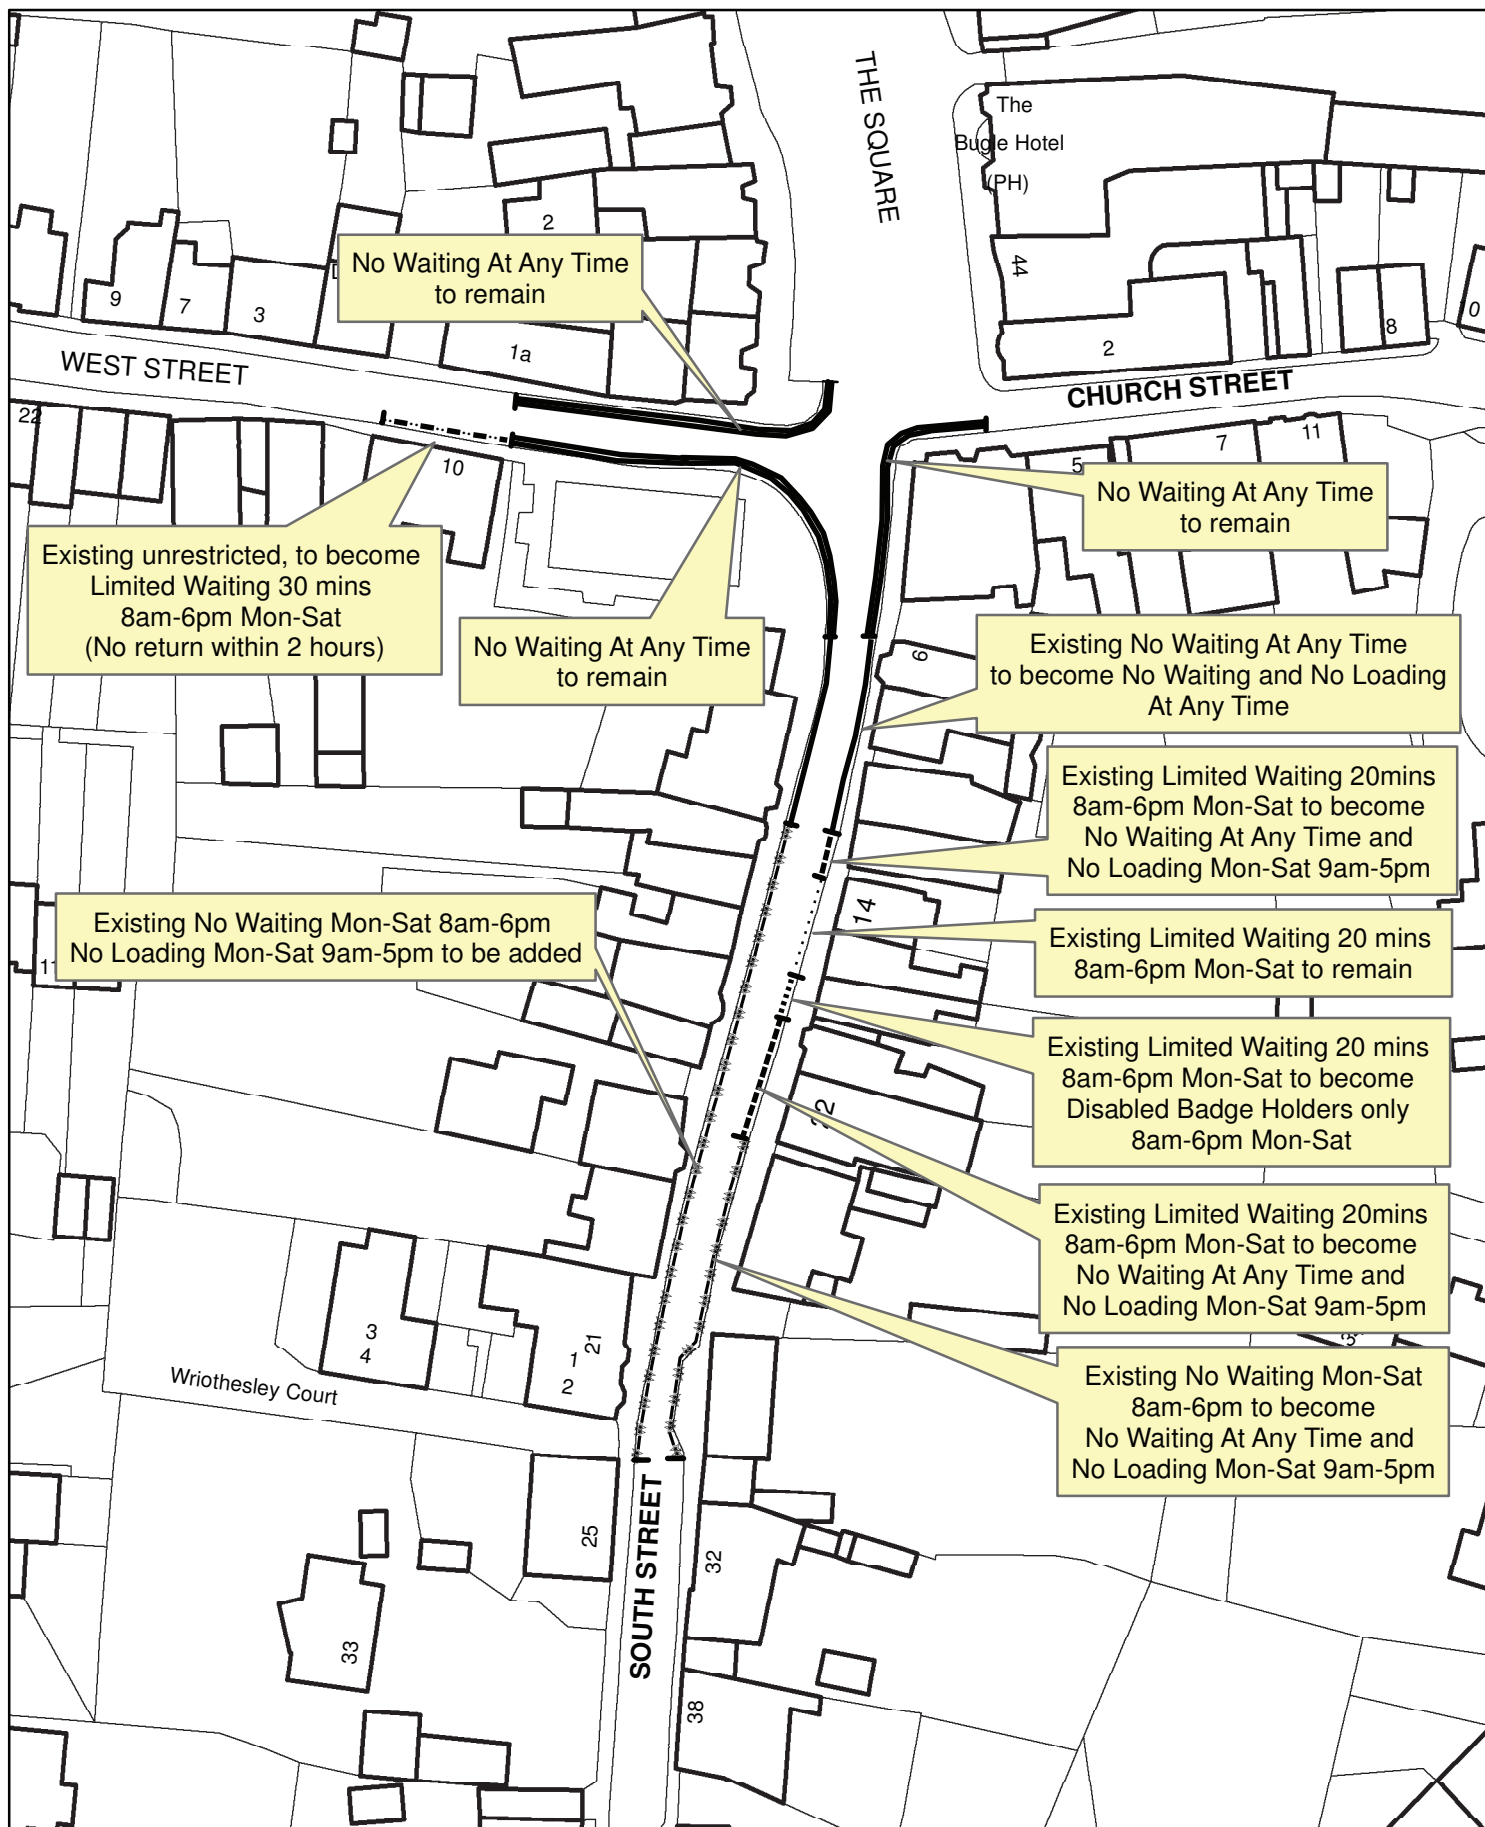 THE SQUARE
The
Bugle Hotel
(PH)
2
44
9
7
3
No Waiting At Any Time
to remain
1a
2
8
10
WEST STREET
CHURCH STREET
22
10
5
7
11
No Waiting At Any Time
to remain
Existing unrestricted, to become
Limited Waiting 30 mins
8am-6pm Mon-Sat
(No return within 2 hours)
No Waiting At Any Time
to remain
Existing No Waiting At Any Time
to become No Waiting and No Loading
At Any Time
Existing Limited Waiting 20mins
8am-6pm Mon-Sat to become
No Waiting At Any Time and
No Loading Mon-Sat 9am-5pm
14
Existing No Waiting Mon-Sat 8am-6pm
No Loading Mon-Sat 9am-5pm to be added
Existing Limited Waiting 20 mins
8am-6pm Mon-Sat to remain
Existing Limited Waiting 20 mins
8am-6pm Mon-Sat to become
Disabled Badge Holders only
8am-6pm Mon-Sat
22
Existing Limited Waiting 20mins
8am-6pm Mon-Sat to become
No Waiting At Any Time and
No Loading Mon-Sat 9am-5pm
3
4
21
1
2
Wriothesley Court
Existing No Waiting Mon-Sat
8am-6pm to become
No Waiting At Any Time and
No Loading Mon-Sat 9am-5pm
SOUTH STREET
25
32
33
38